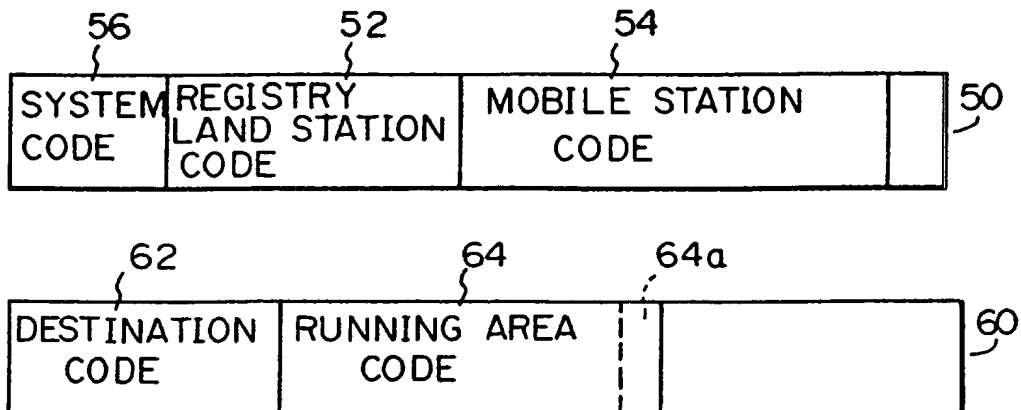 56 52 54
SYSTEM CODE
REGISTRY LAND STATION CODE
MOBILE STATION CODE
50
62 64 64a
DESTINATION CODE
RUNNING AREA CODE
60